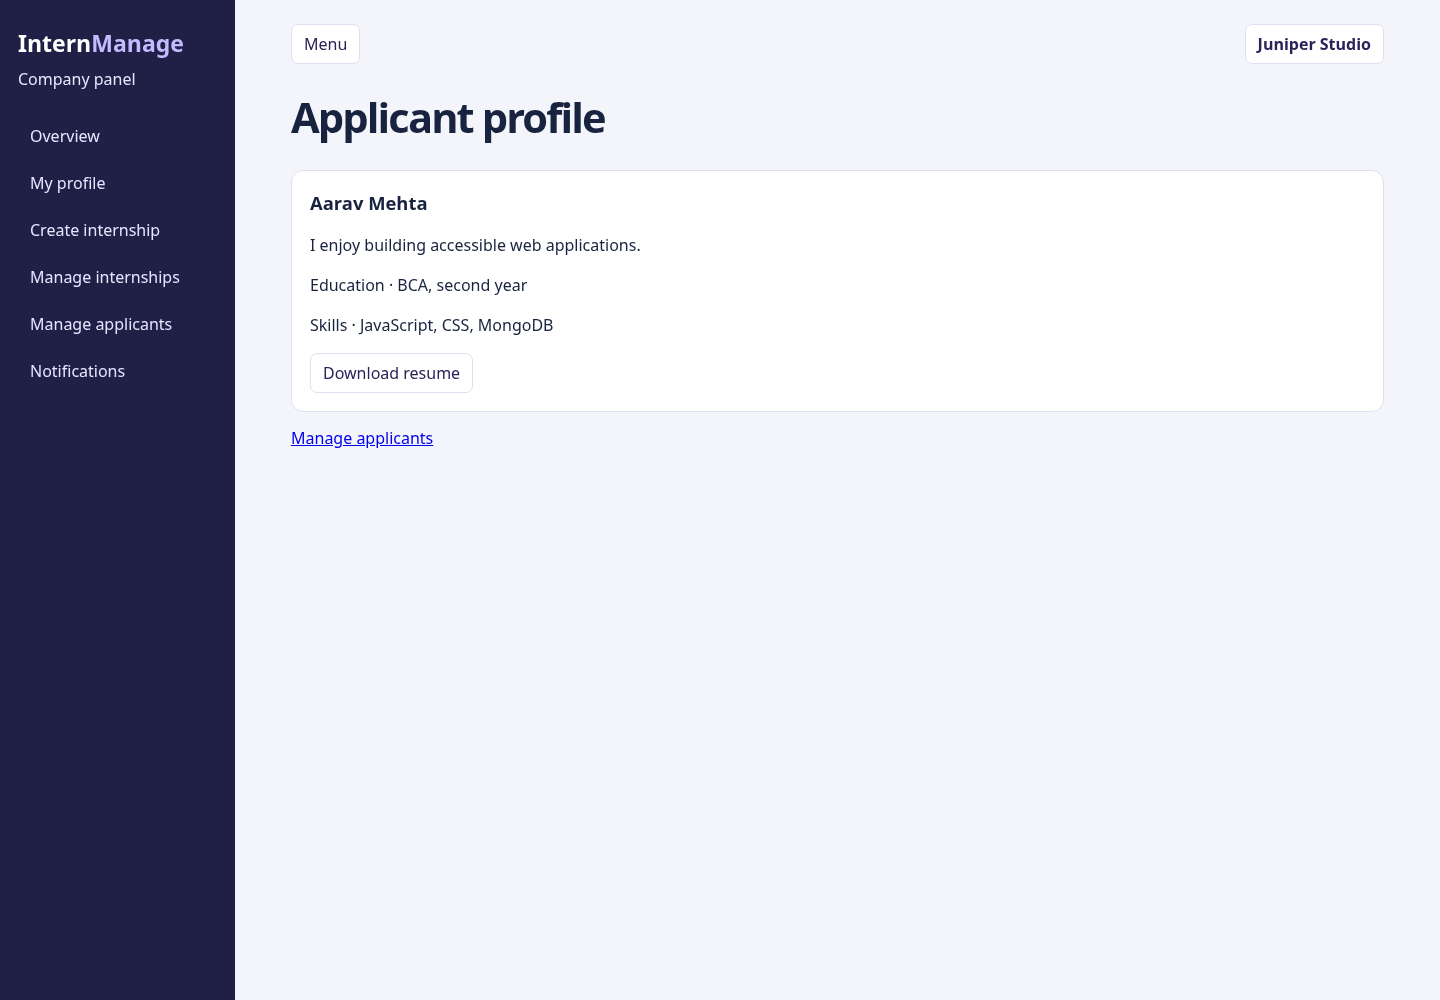 InternManage
Company panel
Overview
My profile
Create internship
Manage internships
Manage applicants
Notifications
Menu
Juniper Studio
Applicant profile
Aarav Mehta
I enjoy building accessible web applications.
Education · BCA, second year
Skills · JavaScript, CSS, MongoDB
Download resume
Manage applicants